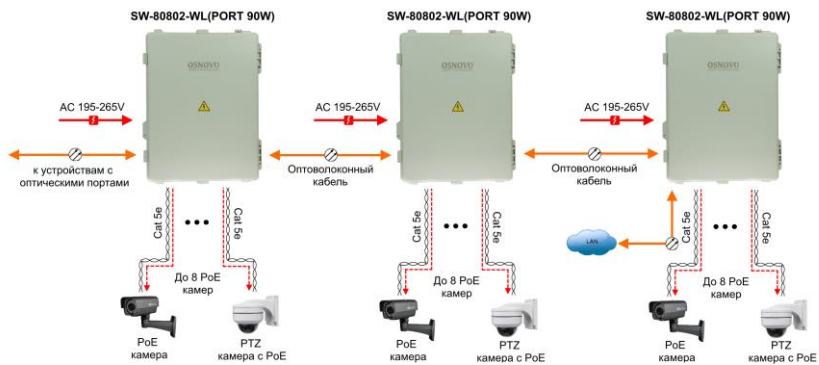 SW-80802-WL(PORT 90W)
SW-80802-WL(PORT 90W)
SW-80802-WL(PORT 90W)
OSNOVO
OSNOVO
OSNOVO
AC 195-265V
AC 195-265V
AC 195-265V
к устройствам с
оптическими портами
Оптоволоконный
кабель
Оптоволоконный
кабель
Cat 5e
Cat 5e
Cat 5e
Cat 5e
Cat 5e
Cat 5e
LAN
До 8 PoE
камер
До 8 PoE
камер
До 8 PoE
камер
PoE
камера
PTZ
камера с PoE
PoE
камера
PTZ
камера с PoE
PoE
камера
PTZ
камера с PoE